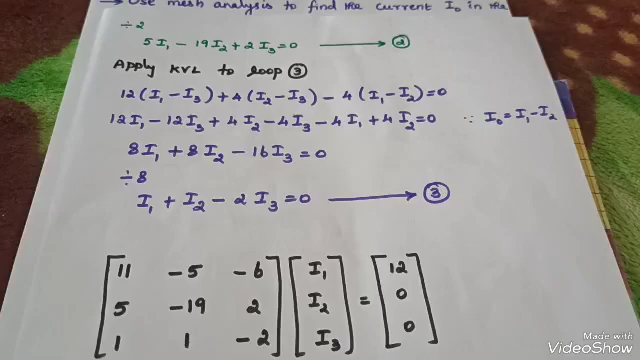 → Use mesh analysis to find the current I₀ in the
÷2
5I₁ - 19I₂ + 2I₃ = 0 ⟶ ②
Apply KVL to loop ③
12(I₁ - I₃) + 4(I₂ - I₃) - 4(I₁ - I₂) = 0
12I₁ - 12I₃ + 4I₂ - 4I₃ - 4I₁ + 4I₂ = 0 ∵ I₀ = I₁ - I₂
8I₁ + 8I₂ - 16I₃ = 0
÷8
I₁ + I₂ - 2I₃ = 0 ⟶ ③
[11 -5 -6] [I₁] [12]
[5 -19 2] [I₂] = [0]
[1 1 -2] [I₃] [0]
Made with
VideoShow